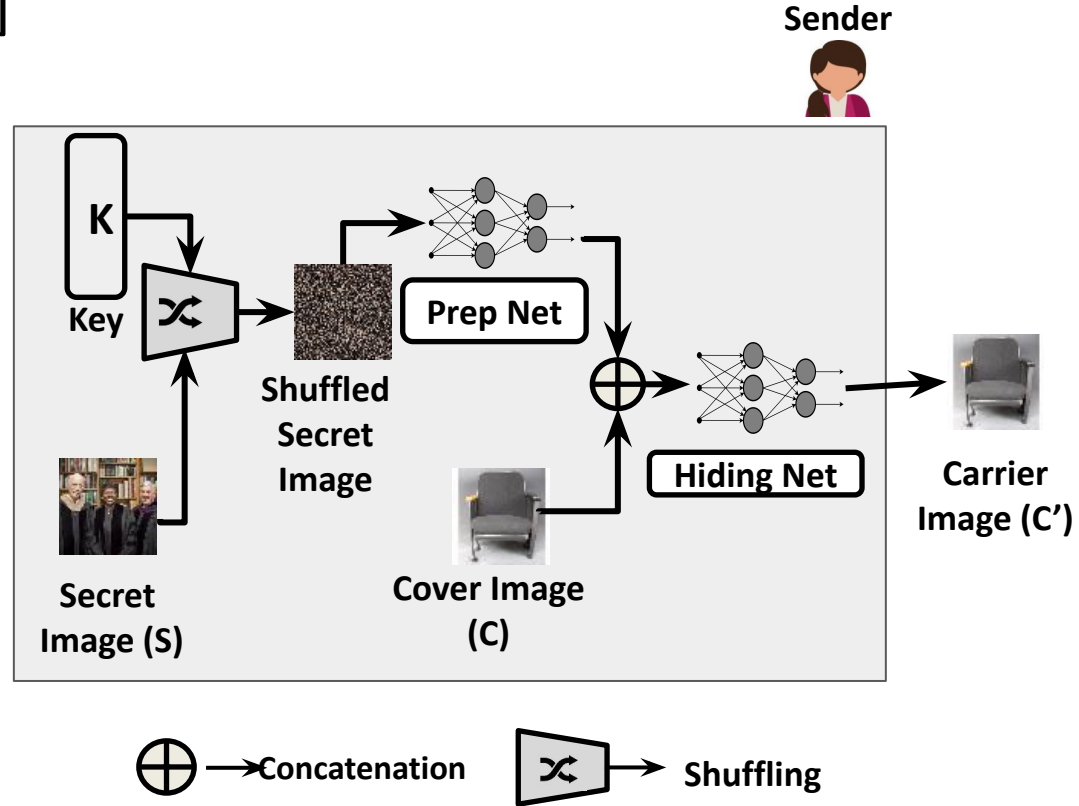 Sender
K
Key
Prep Net
Shuffled
Secret
Image
Hiding Net
Carrier
Image (C’)
Secret
Image (S)
Cover Image
(C)
Concatenation
Shuffling